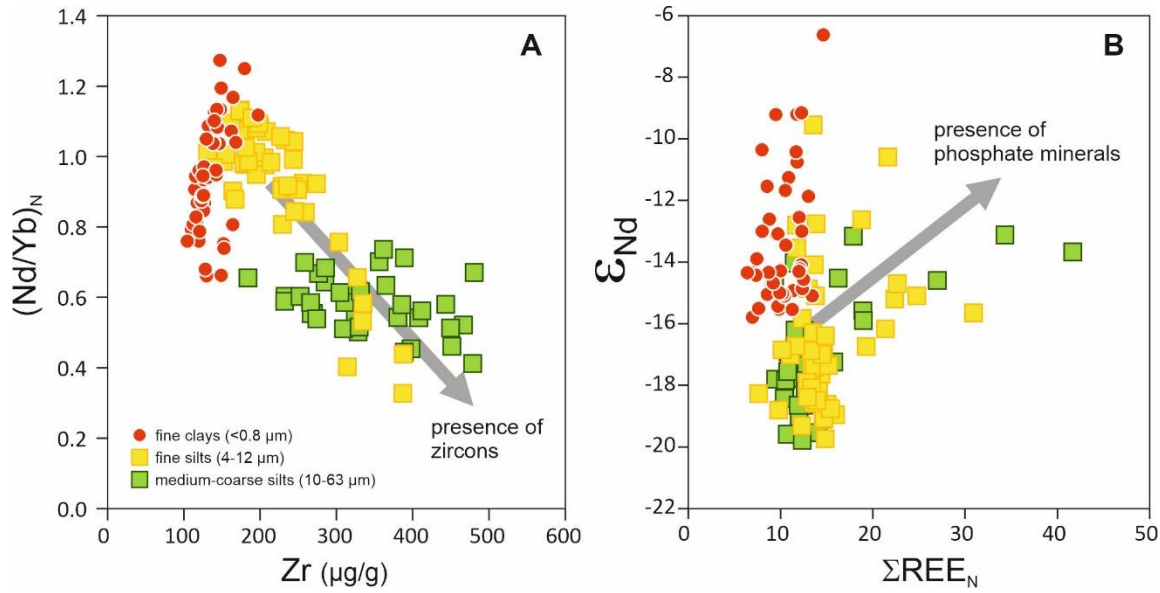 A
1.4
1.2
1.0
0.8
0.6
0.4
0.2
0.0
(Nd/Yb)N
presence of
zircons
fine clays (<0.8 µm)
fine silts (4-12 µm)
medium-coarse silts (10-63 µm)
0 100 200 300 400 500 600
Zr (µg/g)
B
-6
-8
-10
-12
-14
-16
-18
-20
-22
εNd
presence of
phosphate minerals
0 10 20 30 40 50
ΣREEN